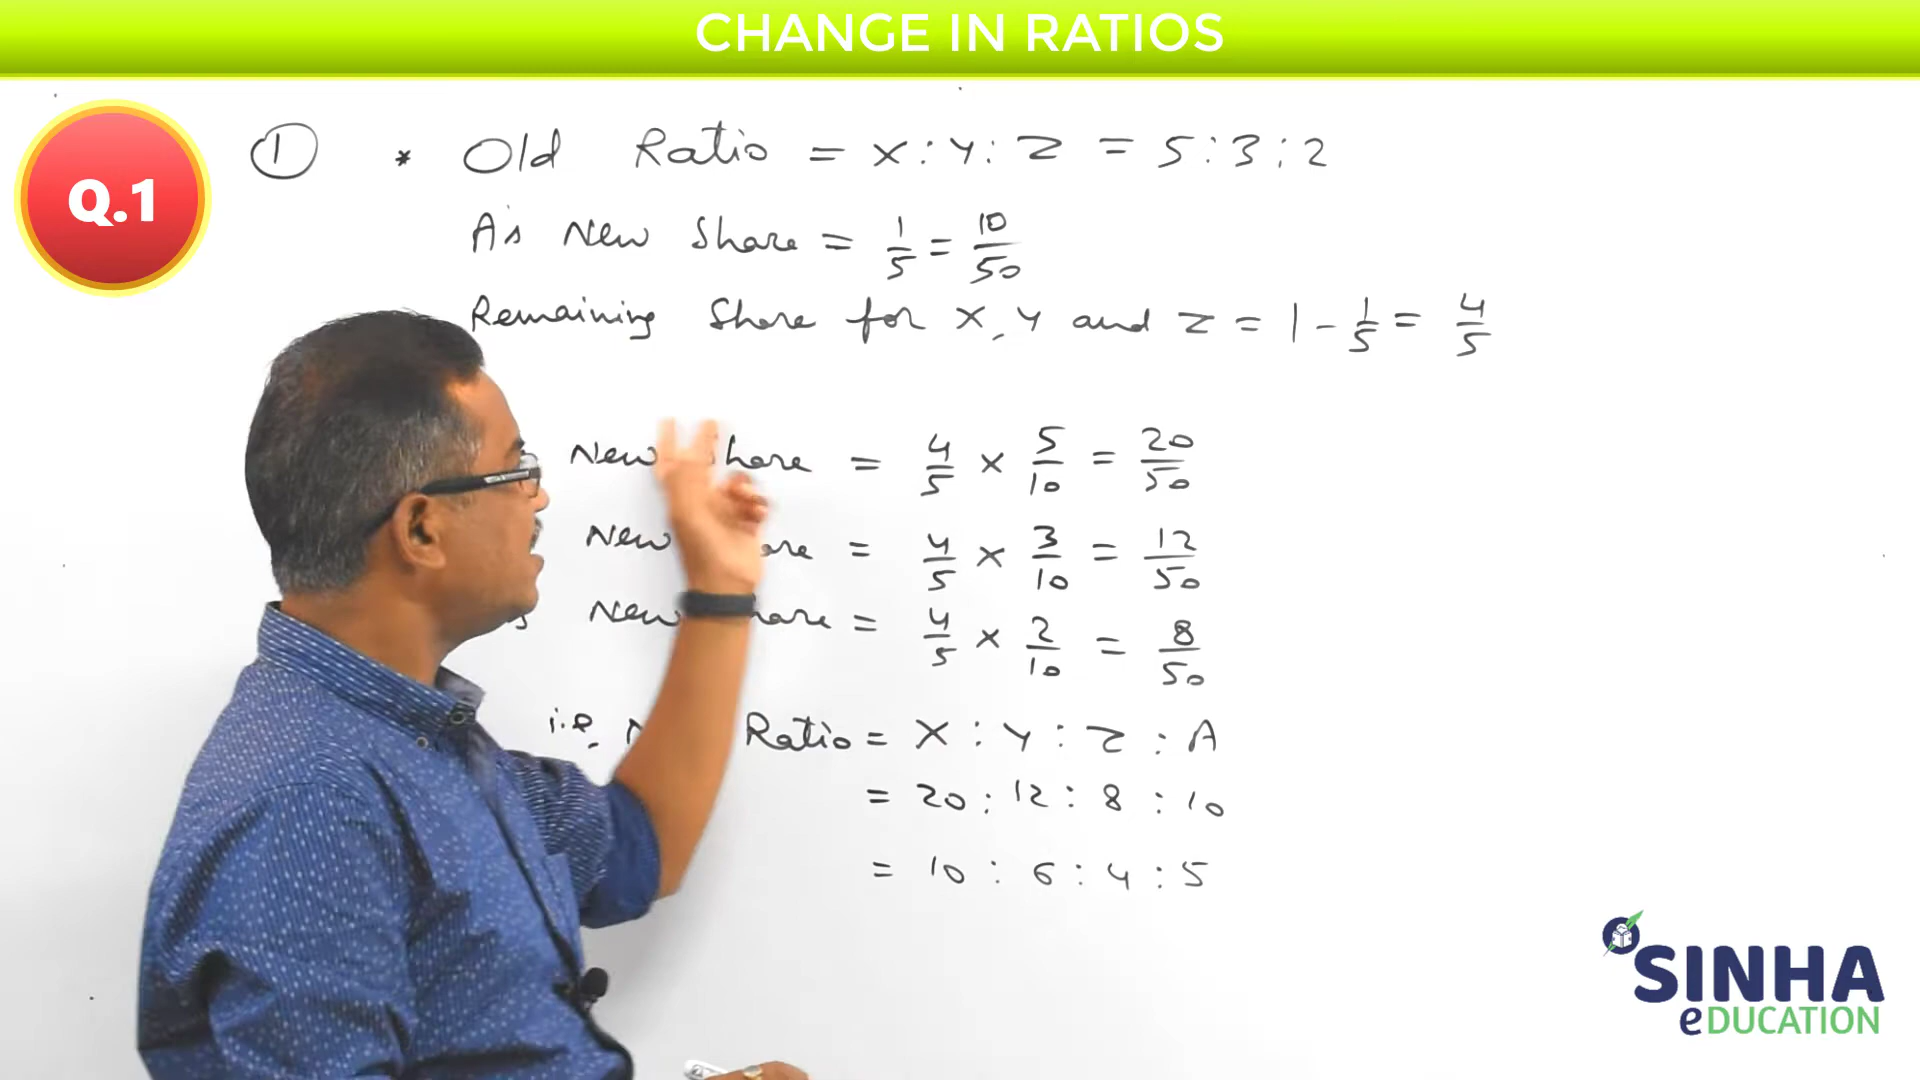 CHANGE IN RATIOS
Q.1
① * Old Ratio = X : Y : Z = 5 : 3 : 2
A's New Share = 1/5 = 10/50
Remaining Share for X, Y and Z = 1 - 1/5 = 4/5
New Share = 4/5 × 5/10 = 20/50
New = 4/5 × 3/10 = 12/50
New = 4/5 × 2/10 = 8/50
i.e. Ratio = X : Y : Z : A
= 20 : 12 : 8 : 10
= 10 : 6 : 4 : 5
SINHA
eDUCATION